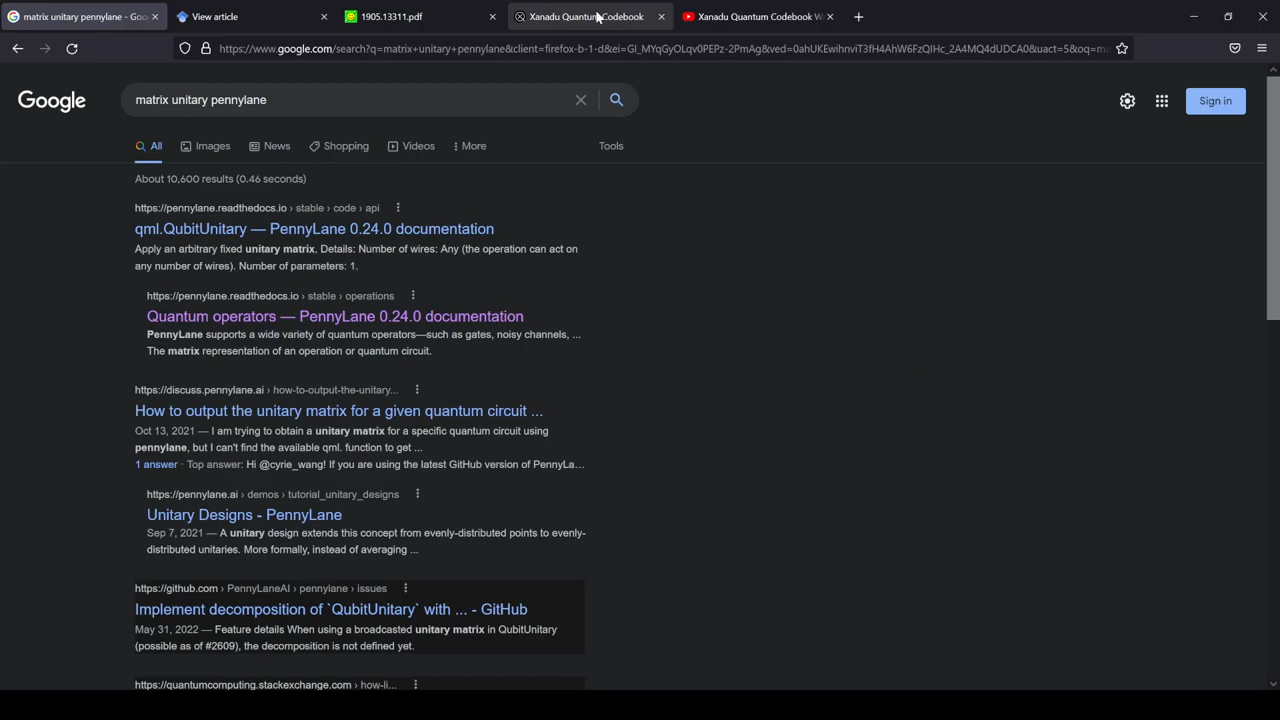 matrix unitary pennylane - Goo
View article
1905.13311.pdf
Xanadu Quantum Codebook
Xanadu Quantum Codebook W
https://www.google.com/search?q=matrix+unitary+pennylane&client=firefox-b-1-d&ei=GI_MYqGyOLqv0PEPz-2PmAg&ved=0ahUKEwihnviT3fH4AhW6FzQIHc_2A4MQ4dUDCA0&uact=5&oq=m
Google
matrix unitary pennylane
Sign in
All
Images
News
Shopping
Videos
More
Tools
About 10,600 results (0.46 seconds)
https://pennylane.readthedocs.io › stable › code › api
qml.QubitUnitary — PennyLane 0.24.0 documentation
Apply an arbitrary fixed unitary matrix. Details: Number of wires: Any (the operation can act on
any number of wires). Number of parameters: 1.
https://pennylane.readthedocs.io › stable › operations
Quantum operators — PennyLane 0.24.0 documentation
PennyLane supports a wide variety of quantum operators—such as gates, noisy channels, ...
The matrix representation of an operation or quantum circuit.
https://discuss.pennylane.ai › how-to-output-the-unitary...
How to output the unitary matrix for a given quantum circuit ...
Oct 13, 2021 — I am trying to obtain a unitary matrix for a specific quantum circuit using
pennylane, but I can't find the available qml. function to get ...
1 answer · Top answer: Hi @cyrie_wang! If you are using the latest GitHub version of PennyLa...
https://pennylane.ai › demos › tutorial_unitary_designs
Unitary Designs - PennyLane
Sep 7, 2021 — A unitary design extends this concept from evenly-distributed points to evenly-
distributed unitaries. More formally, instead of averaging ...
https://github.com › PennyLaneAI › pennylane › issues
Implement decomposition of `QubitUnitary` with ... - GitHub
May 31, 2022 — Feature details When using a broadcasted unitary matrix in QubitUnitary
(possible as of #2609), the decomposition is not defined yet.
https://quantumcomputing.stackexchange.com › how-li...